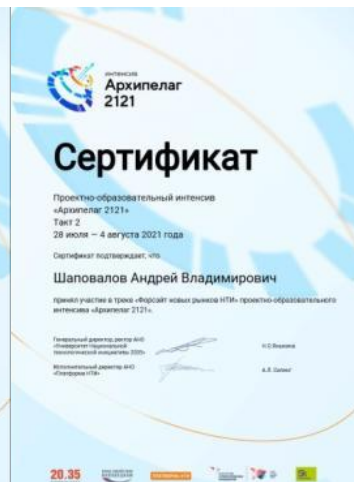 интенсив
Архипелаг
2121
Сертификат
Проектно-образовательный интенсив
«Архипелаг 2121»
Такт 2
28 июля — 4 августа 2021 года
Сертификат подтверждает, что
Шаповалов Андрей Владимирович
принял участие в треке «Форсайт новых рынков НТИ» проектно-образовательного
интенсива «Архипелаг 2121».
Генеральный директор, ректор АНО
«Университет Национальной
технологической инициативы 2035»
Исполнительный директор АНО
«Платформа НТИ»
20.35